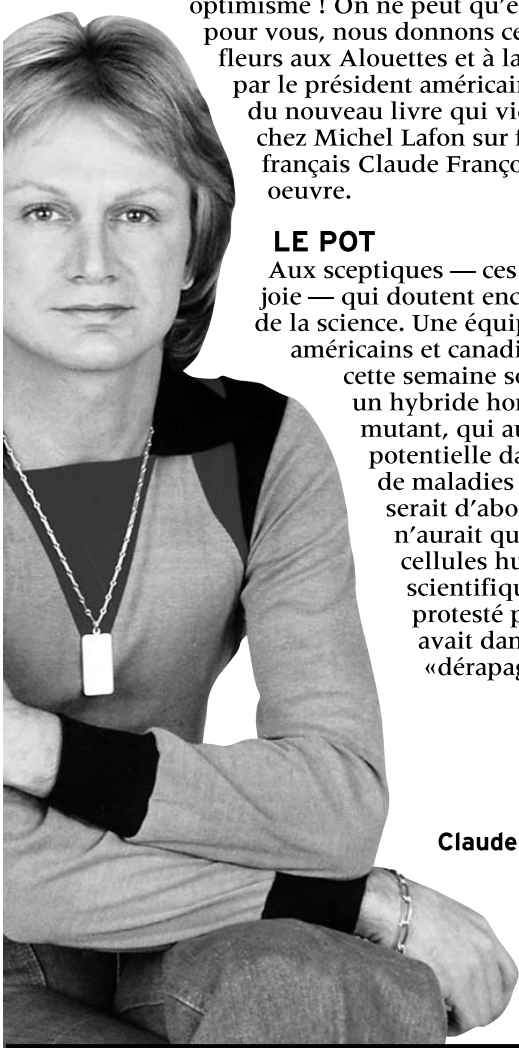 optimisme ! On ne peut qu'e
pour vous, nous donnons ce
fleurs aux Alouettes et à la
par le président américain
du nouveau livre qui vie
chez Michel Lafon sur f
français Claude Franço
oeuvre.
LE POT
Aux sceptiques — ces
joie — qui doutent enc
de la science. Une équip
américains et canadi
cette semaine so
un hybride hon
mutant, qui au
potentielle da
de maladies
serait d'abor
n'aurait qu
cellules hu
scientifiqu
protesté p
avait dan
«dérapag
Claude